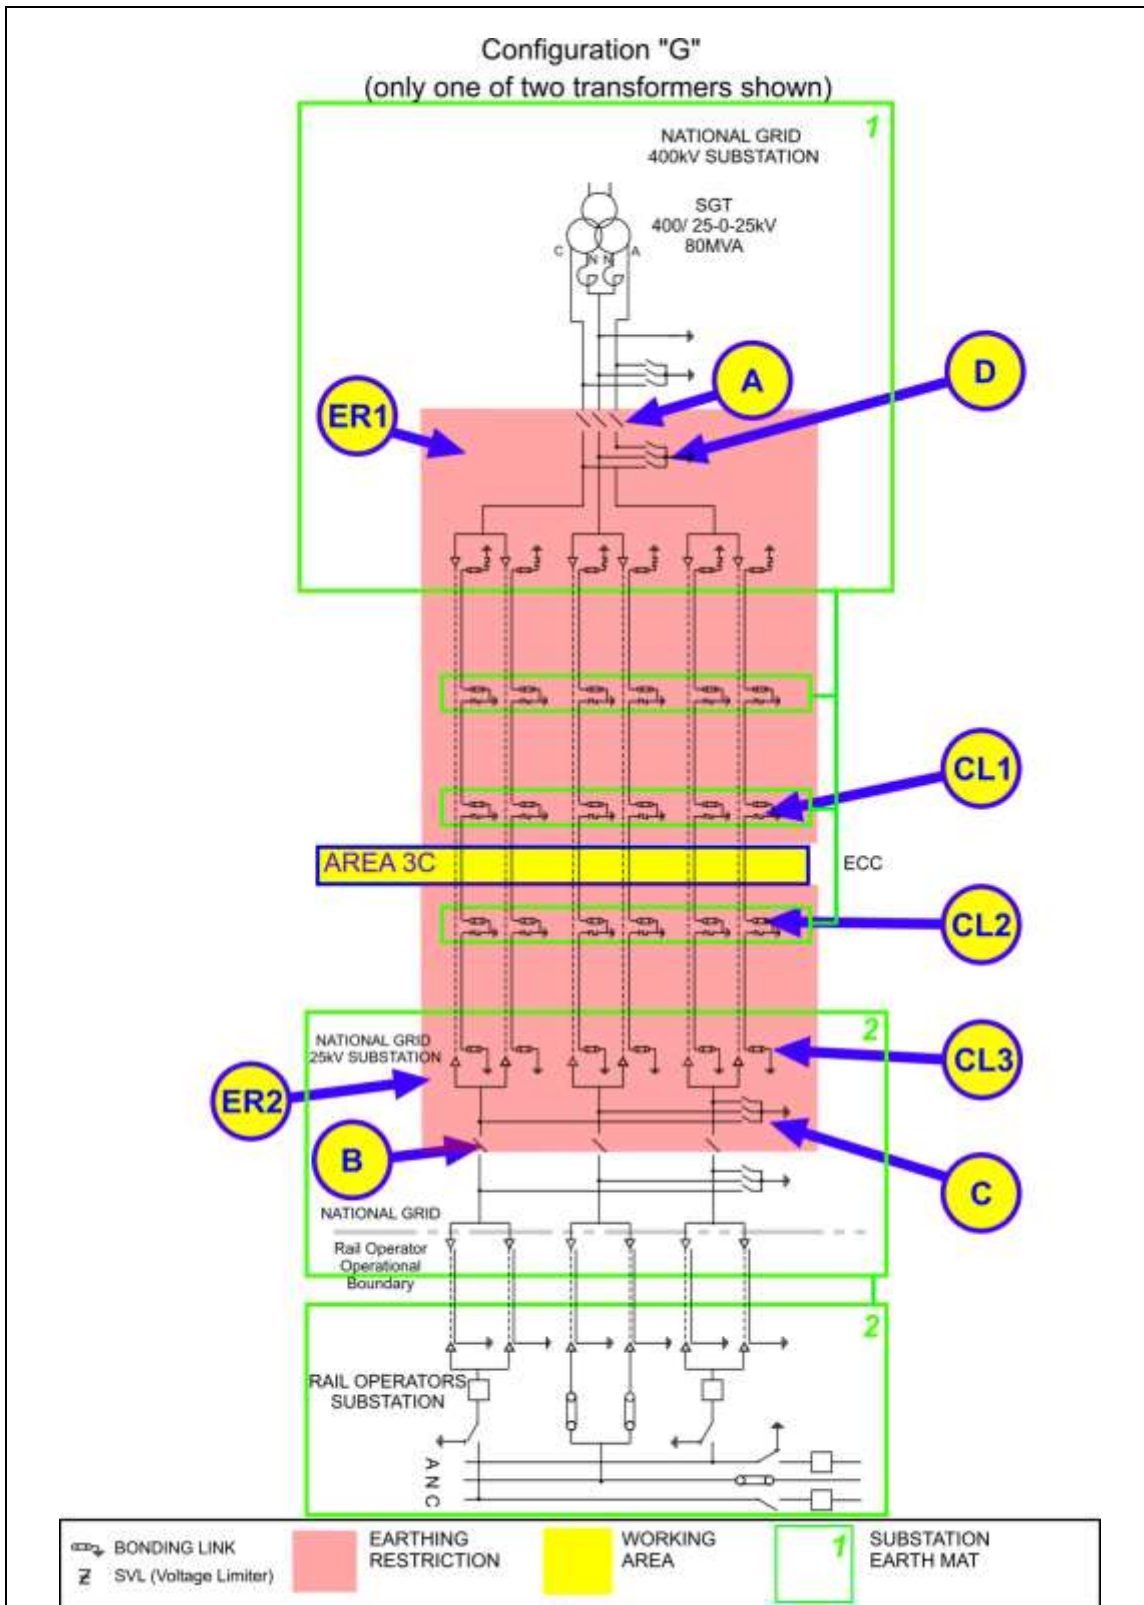 Configuration "G"
(only one of two transformers shown)
1
NATIONAL GRID
400kV SUBSTATION
SGT
400/ 25-0-25kV
80MVA
C
N N
A
A
D
ER1
CL1
AREA 3C
ECC
CL2
2
NATIONAL GRID
25kV SUBSTATION
CL3
ER2
B
C
NATIONAL GRID
Rail Operator
Operational
Boundary
2
RAIL OPERATORS
SUBSTATION
A
N
C
BONDING LINK
SVL (Voltage Limiter)
EARTHING
RESTRICTION
WORKING
AREA
1
SUBSTATION
EARTH MAT